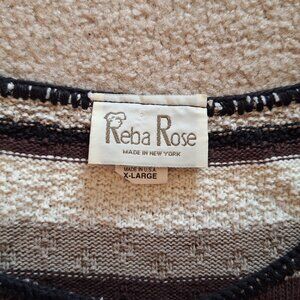 Reba Rose
MADE IN NEW YORK
MADE IN U.S.A.
X-LARGE